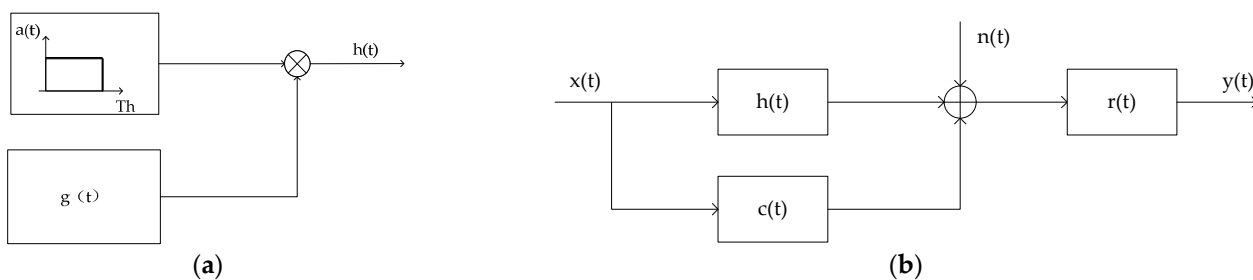 a(t)
Th
h(t)
g（t）
(a)
n(t)
x(t)
h(t)
r(t)
y(t)
c(t)
(b)